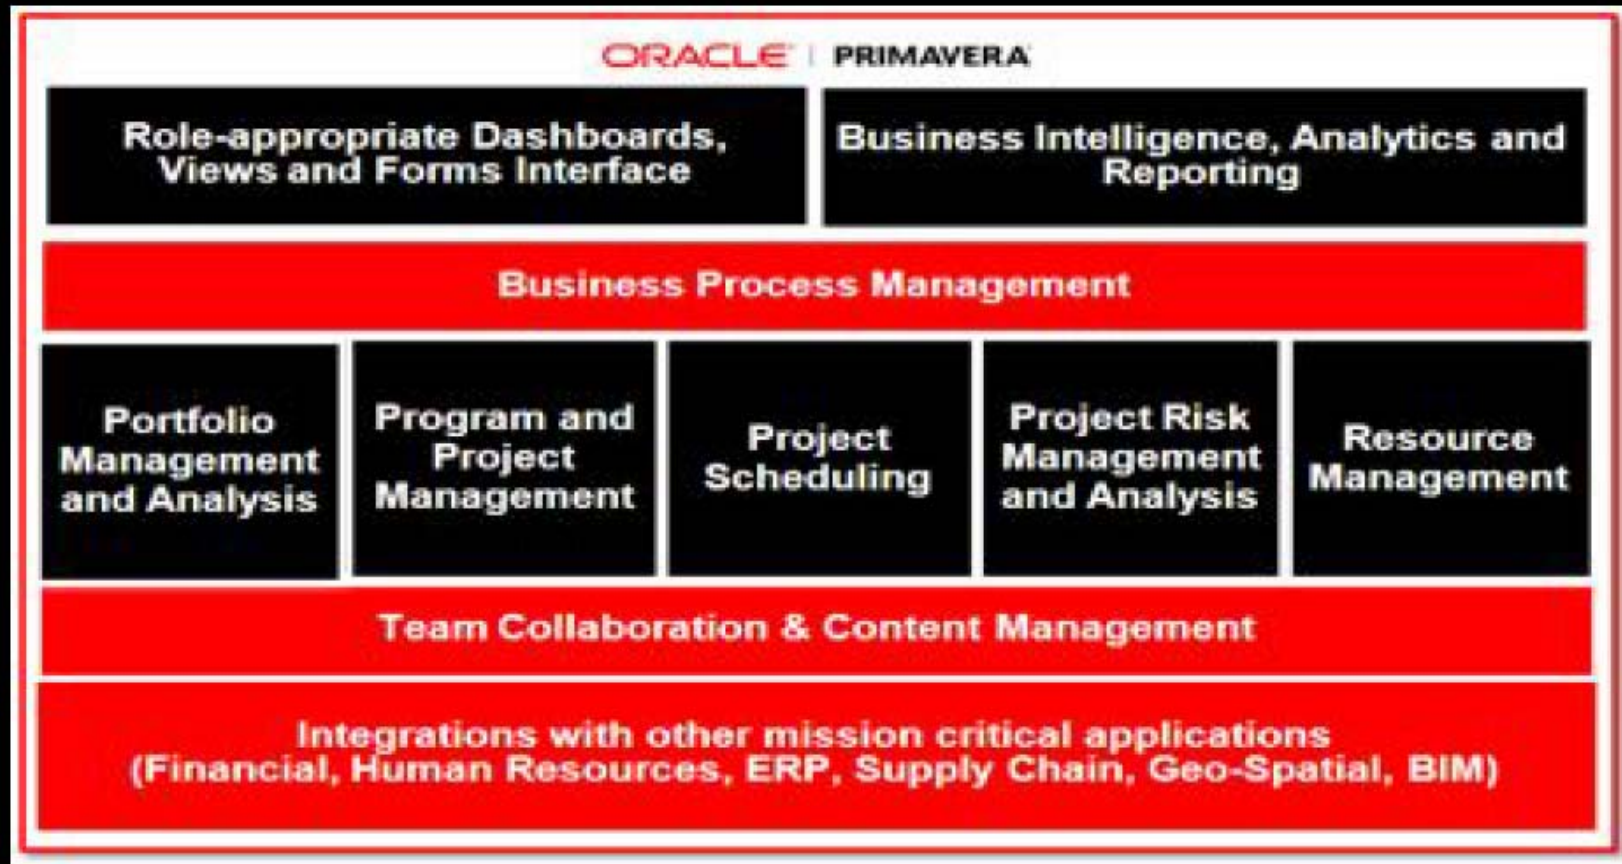 ORACLE | PRIMAVERA
Role-appropriate Dashboards,
Views and Forms Interface
Business Intelligence, Analytics and
Reporting
Business Process Management
Portfolio
Management
and Analysis
Program and
Project
Management
Project
Scheduling
Project Risk
Management
and Analysis
Resource
Management
Team Collaboration & Content Management
Integrations with other mission critical applications
(Financial, Human Resources, ERP, Supply Chain, Geo-Spatial, BIM)